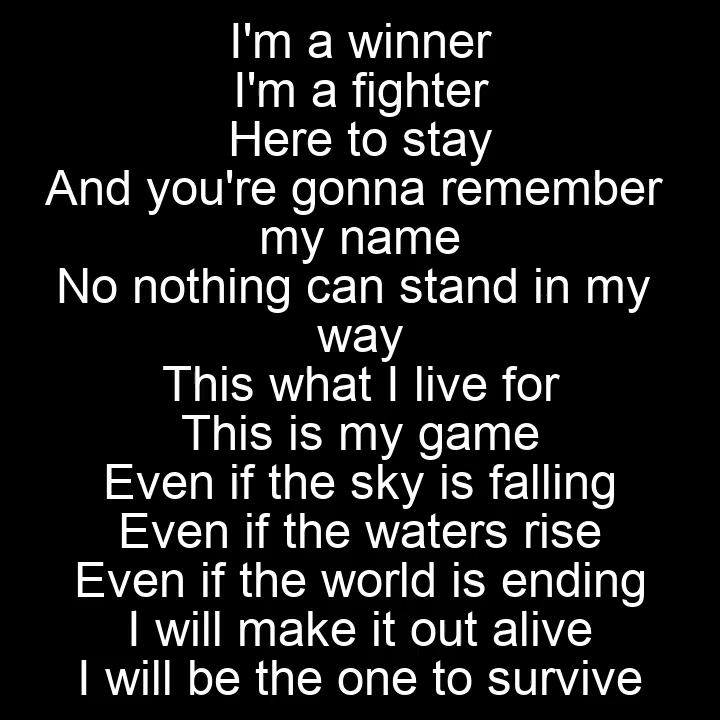 I'm a winner
I'm a fighter
Here to stay
And you're gonna remember
my name
No nothing can stand in my
way
This what I live for
This is my game
Even if the sky is falling
Even if the waters rise
Even if the world is ending
I will make it out alive
I will be the one to survive